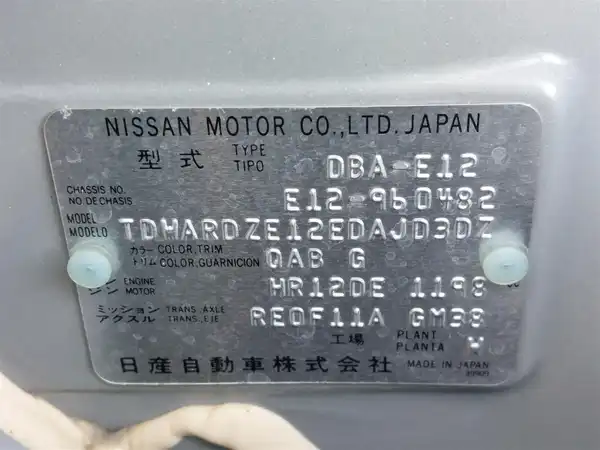 NISSAN MOTOR CO.,LTD. JAPAN
型式 TYPE TIPO DBA-E12
CHASSIS NO. NO DE CHASIS E12-960482
MODEL MODELO TDHARDZE12EDAJD3DZ
カラー COLOR,TRIM
トリム COLOR,GUARNICION QAB G
ENGINE
ジン MOTOR HR12DE 1198
ミッション TRANS.,AXLE
アクスル TRANS.,EJE RE0F11A GM38
工場 PLANT PLANTA
日産自動車株式会社 MADE IN JAPAN